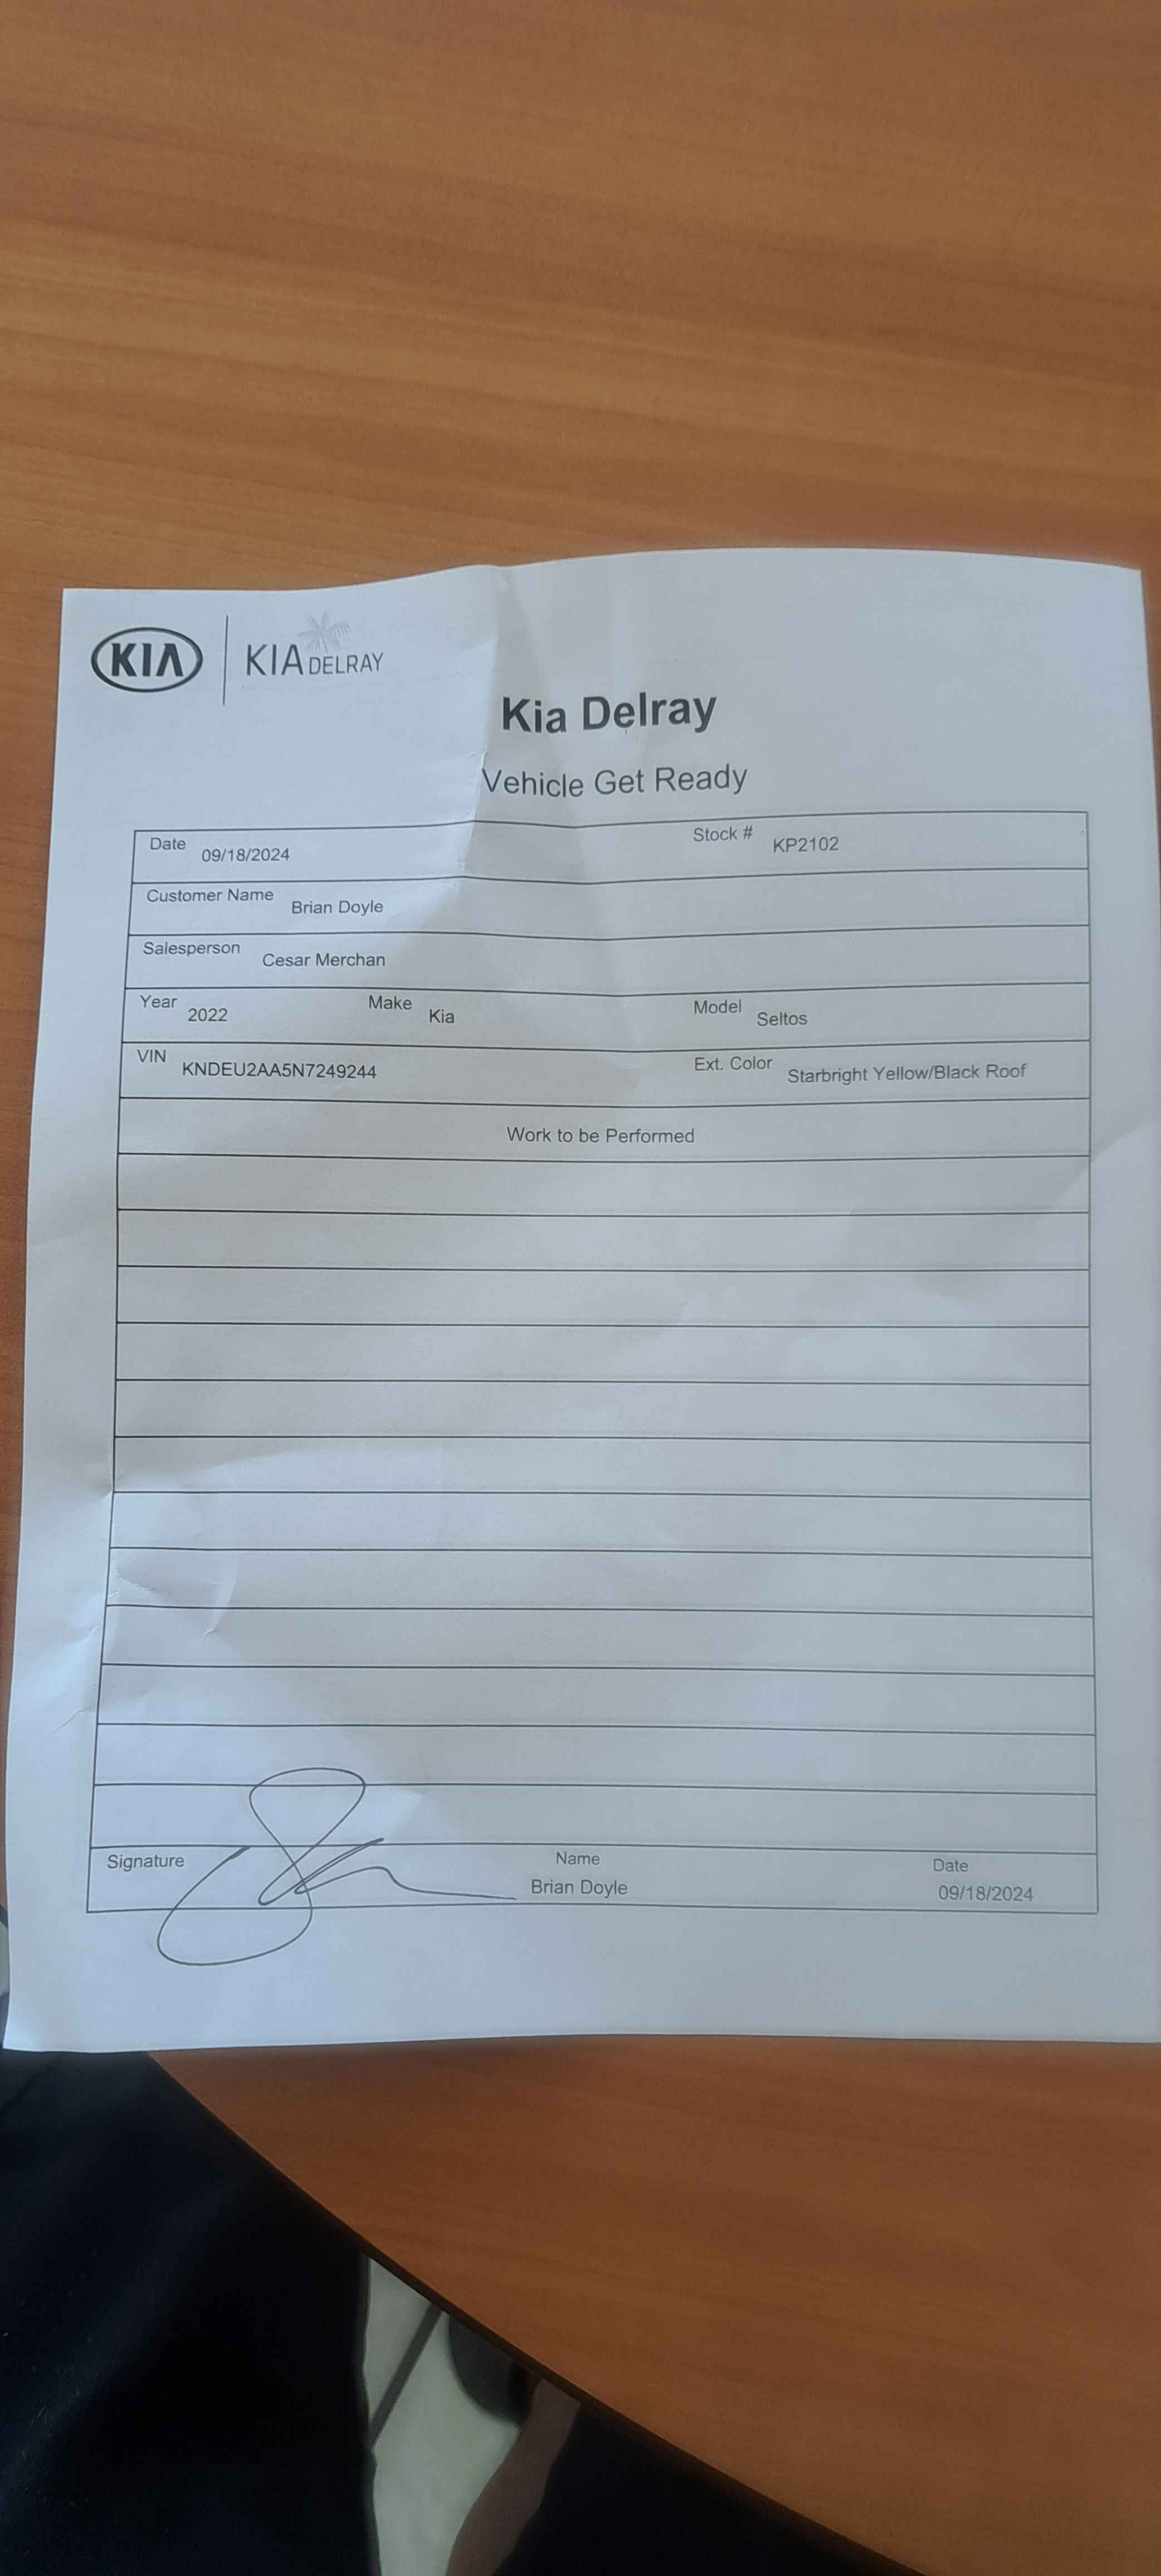 KIA | KIA DELRAY
Kia Delray
Vehicle Get Ready
Date 09/18/2024 Stock # KP2102
Customer Name Brian Doyle
Salesperson Cesar Merchan
Year 2022 Make Kia Model Seltos
VIN KNDEU2AA5N7249244 Ext. Color Starbright Yellow/Black Roof
Work to be Performed
Signature Name Date
Brian Doyle 09/18/2024